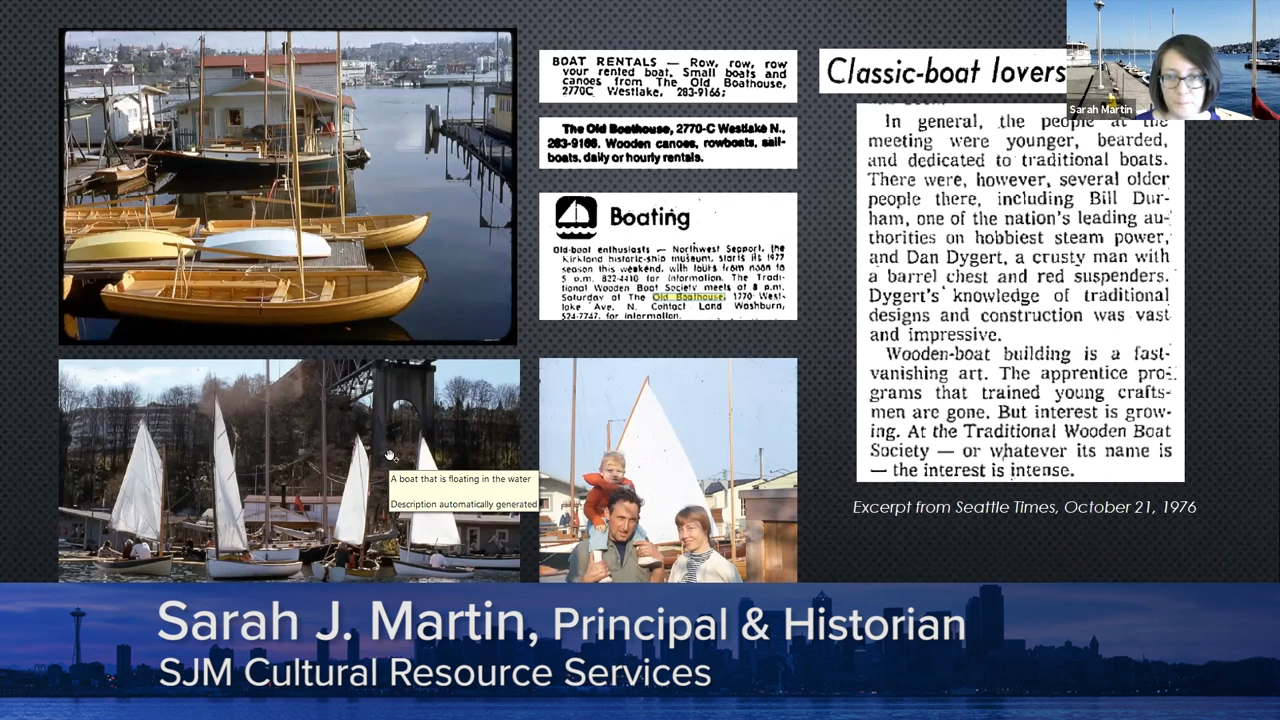 BOAT RENTALS — Row, row, row
your rented boat. Small boats and
canoes from The Old Boathouse,
2770C Westlake, 283-9166;
The Old Boathouse, 2770-C Westlake N.,
283-9166. Wooden canoes, rowboats, sail-
boats, daily or hourly rentals.
Boating
Old-boat enthusiasts — Northwest Seaport, the
Kirkland historic-ship museum, starts its 1977
season this weekend, with tours from noon to
5 p.m. 822-4410 for information. The Tradi-
tional Wooden Boat Society meets at 8 p.m.
Saturday at The Old Boathouse, 1770 West-
lake Ave. N. Contact Land Washburn,
524-7747, for information.
Classic-boat lovers
In general, the people at the
meeting were younger, bearded,
and dedicated to traditional boats.
There were, however, several older
people there, including Bill Dur-
ham, one of the nation's leading au-
thorities on hobbiest steam power,
and Dan Dygert, a crusty man with
a barrel chest and red suspenders.
Dygert's knowledge of traditional
designs and construction was vast
and impressive.
Wooden-boat building is a fast-
vanishing art. The apprentice pro-
grams that trained young crafts-
men are gone. But interest is grow-
ing. At the Traditional Wooden Boat
Society — or whatever its name is
— the interest is intense.
Excerpt from Seattle Times, October 21, 1976
Sarah Martin
A boat that is floating in the water
Description automatically generated
Sarah J. Martin, Principal & Historian
SJM Cultural Resource Services